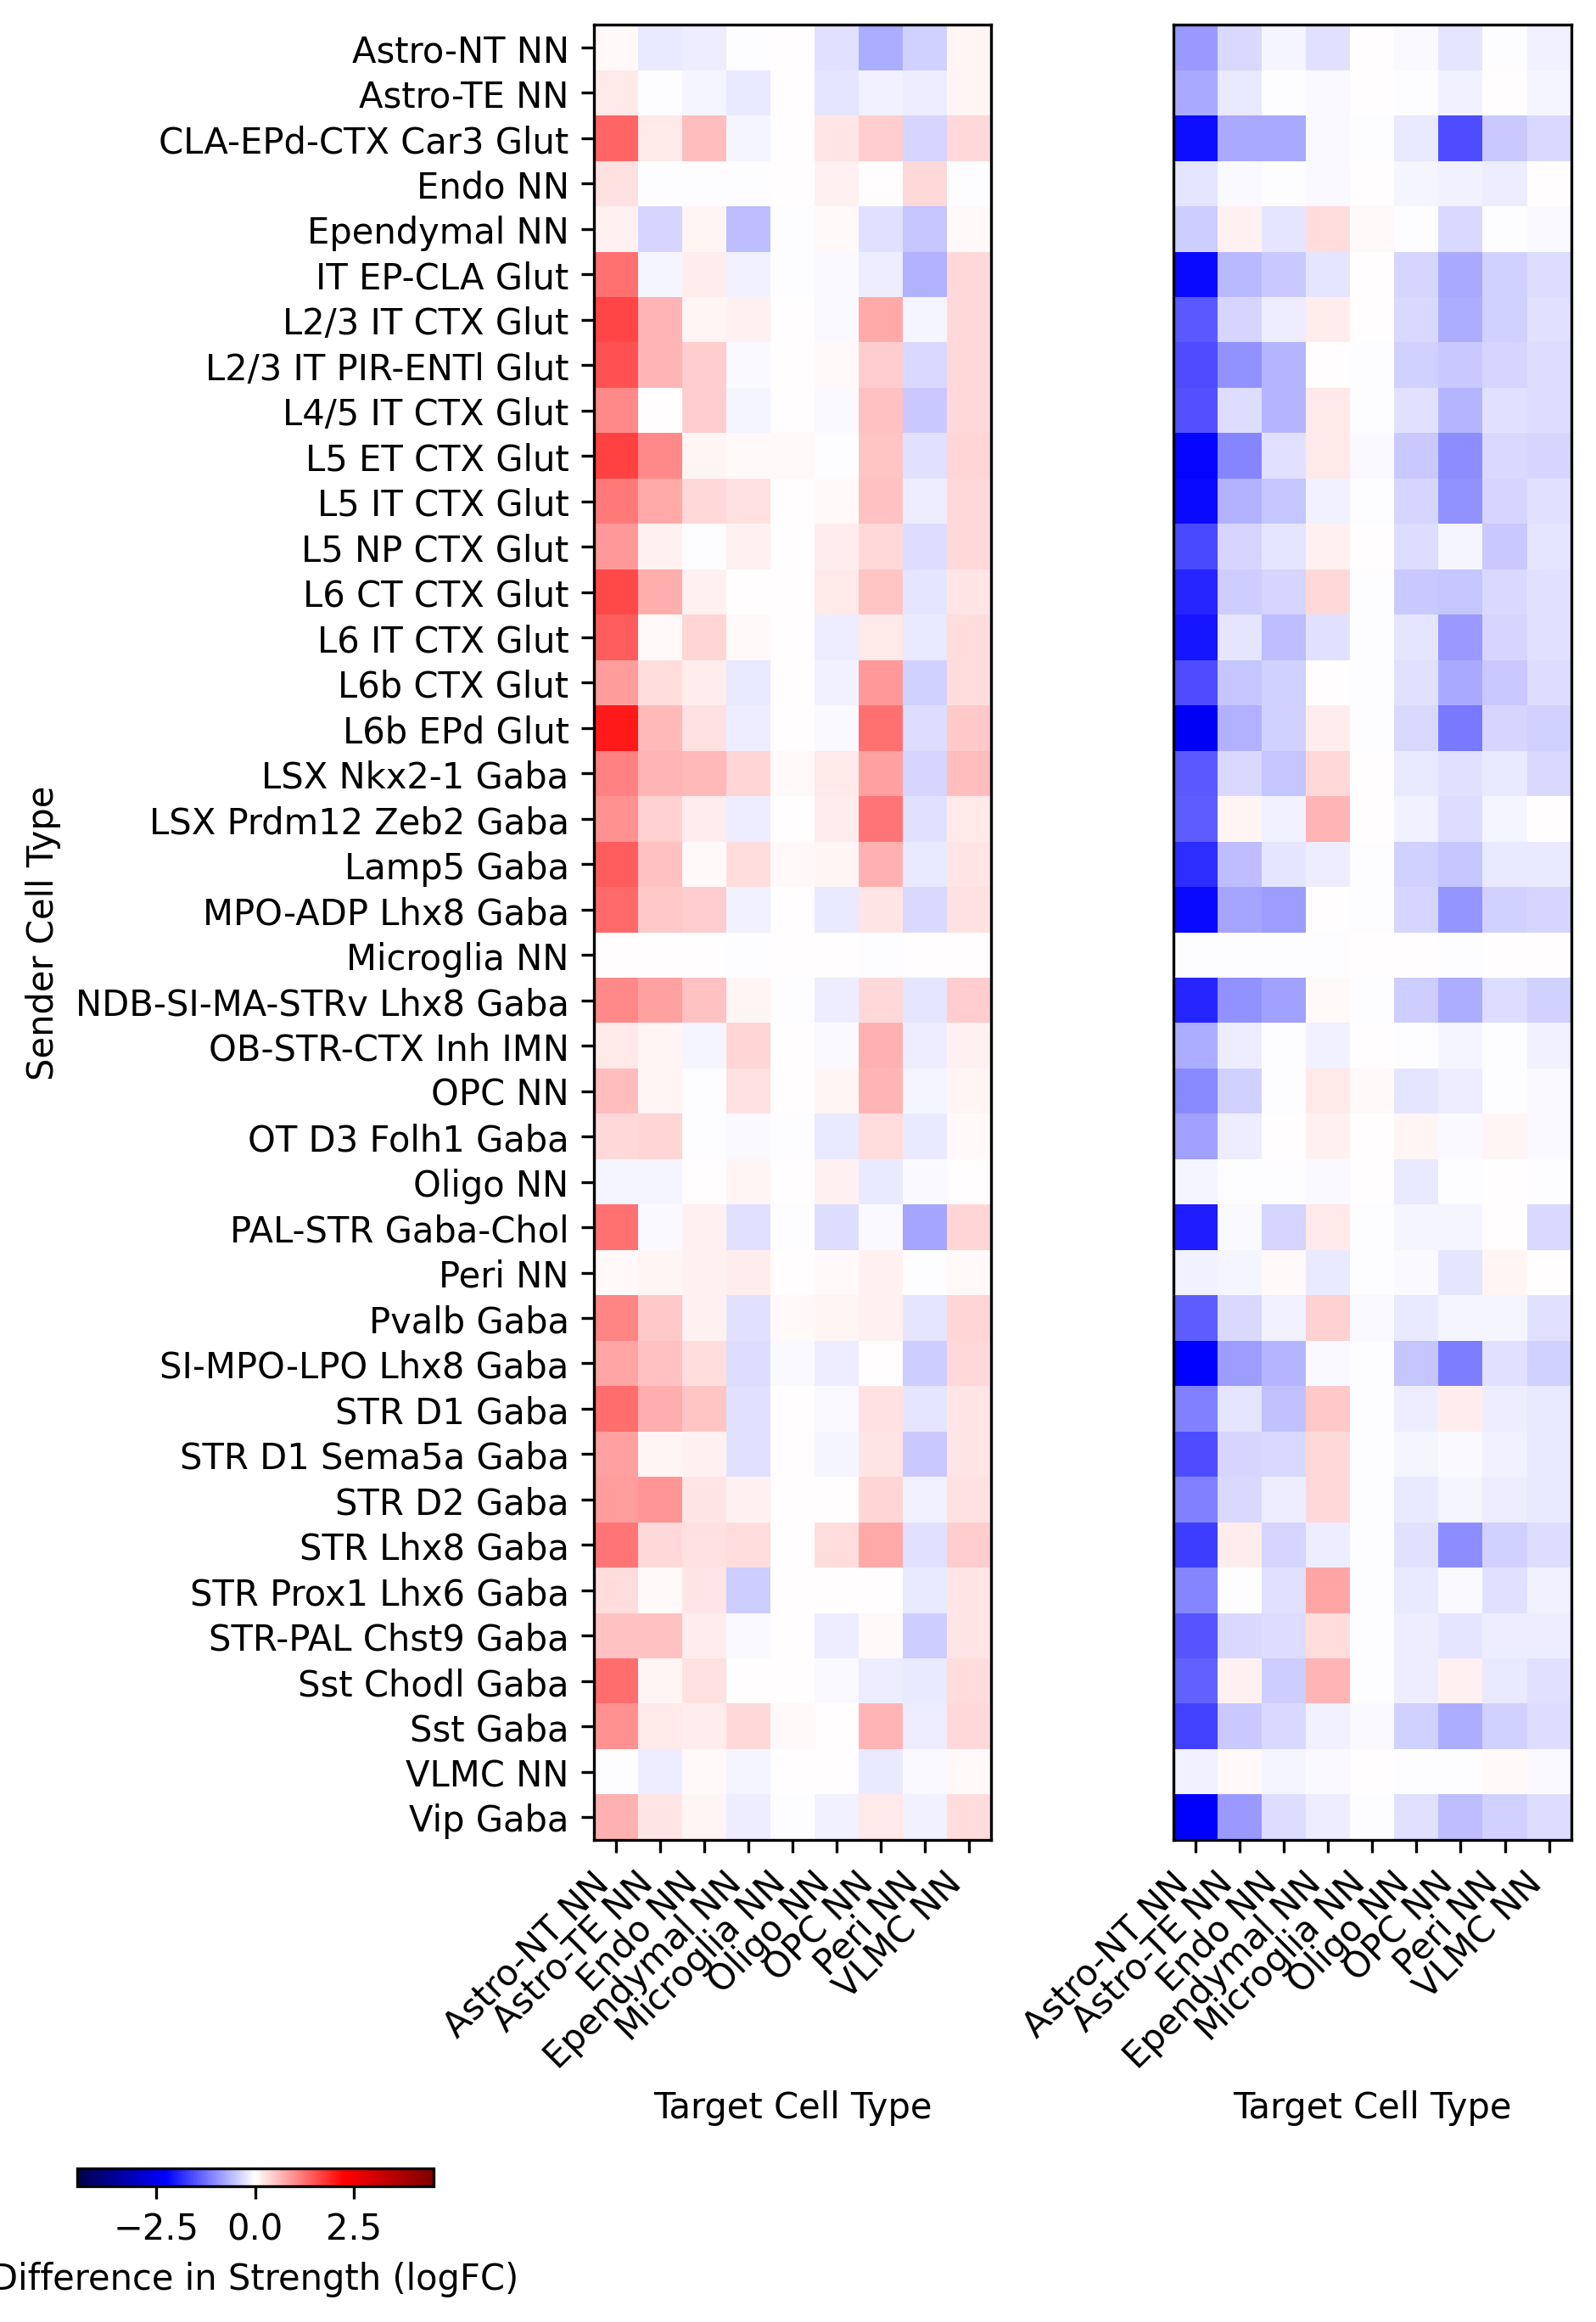 Sender Cell Type
Astro-NT NN
Astro-TE NN
CLA-EPd-CTX Car3 Glut
Endo NN
Ependymal NN
IT EP-CLA Glut
L2/3 IT CTX Glut
L2/3 IT PIR-ENTl Glut
L4/5 IT CTX Glut
L5 ET CTX Glut
L5 IT CTX Glut
L5 NP CTX Glut
L6 CT CTX Glut
L6 IT CTX Glut
L6b CTX Glut
L6b EPd Glut
LSX Nkx2-1 Gaba
LSX Prdm12 Zeb2 Gaba
Lamp5 Gaba
MPO-ADP Lhx8 Gaba
Microglia NN
NDB-SI-MA-STRv Lhx8 Gaba
OB-STR-CTX Inh IMN
OPC NN
OT D3 Folh1 Gaba
Oligo NN
PAL-STR Gaba-Chol
Peri NN
Pvalb Gaba
SI-MPO-LPO Lhx8 Gaba
STR D1 Gaba
STR D1 Sema5a Gaba
STR D2 Gaba
STR Lhx8 Gaba
STR Prox1 Lhx6 Gaba
STR-PAL Chst9 Gaba
Sst Chodl Gaba
Sst Gaba
VLMC NN
Vip Gaba
Astro-NT NN
Astro-TE NN
Endo NN
Ependymal NN
Microglia NN
Oligo NN
OPC NN
Peri NN
VLMC NN
Target Cell Type
Astro-NT NN
Astro-TE NN
Endo NN
Ependymal NN
Microglia NN
Oligo NN
OPC NN
Peri NN
VLMC NN
Target Cell Type
−2.5 0.0 2.5
Difference in Strength (logFC)